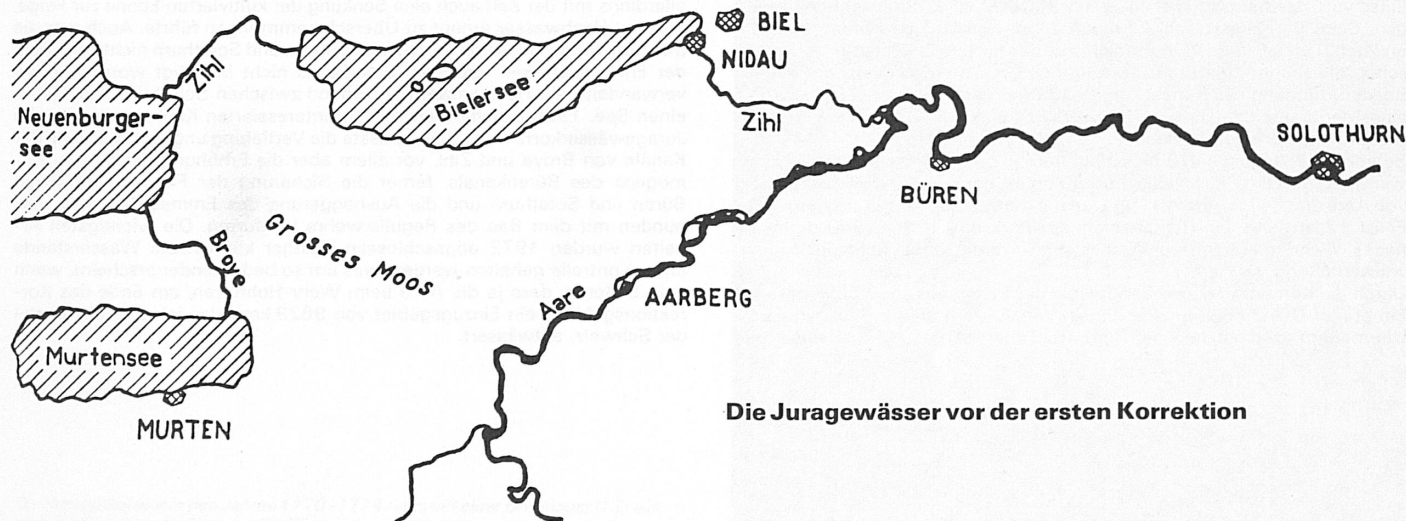 BIEL
NIDAU
Zihl
Bielersee
Neuenburger-
see
Zihl
SOLOTHURN
BÜREN
Broye
Grosses Moos
Aare
AARBERG
Murtensee
MURTEN
Die Juragewässer vor der ersten Korrektion